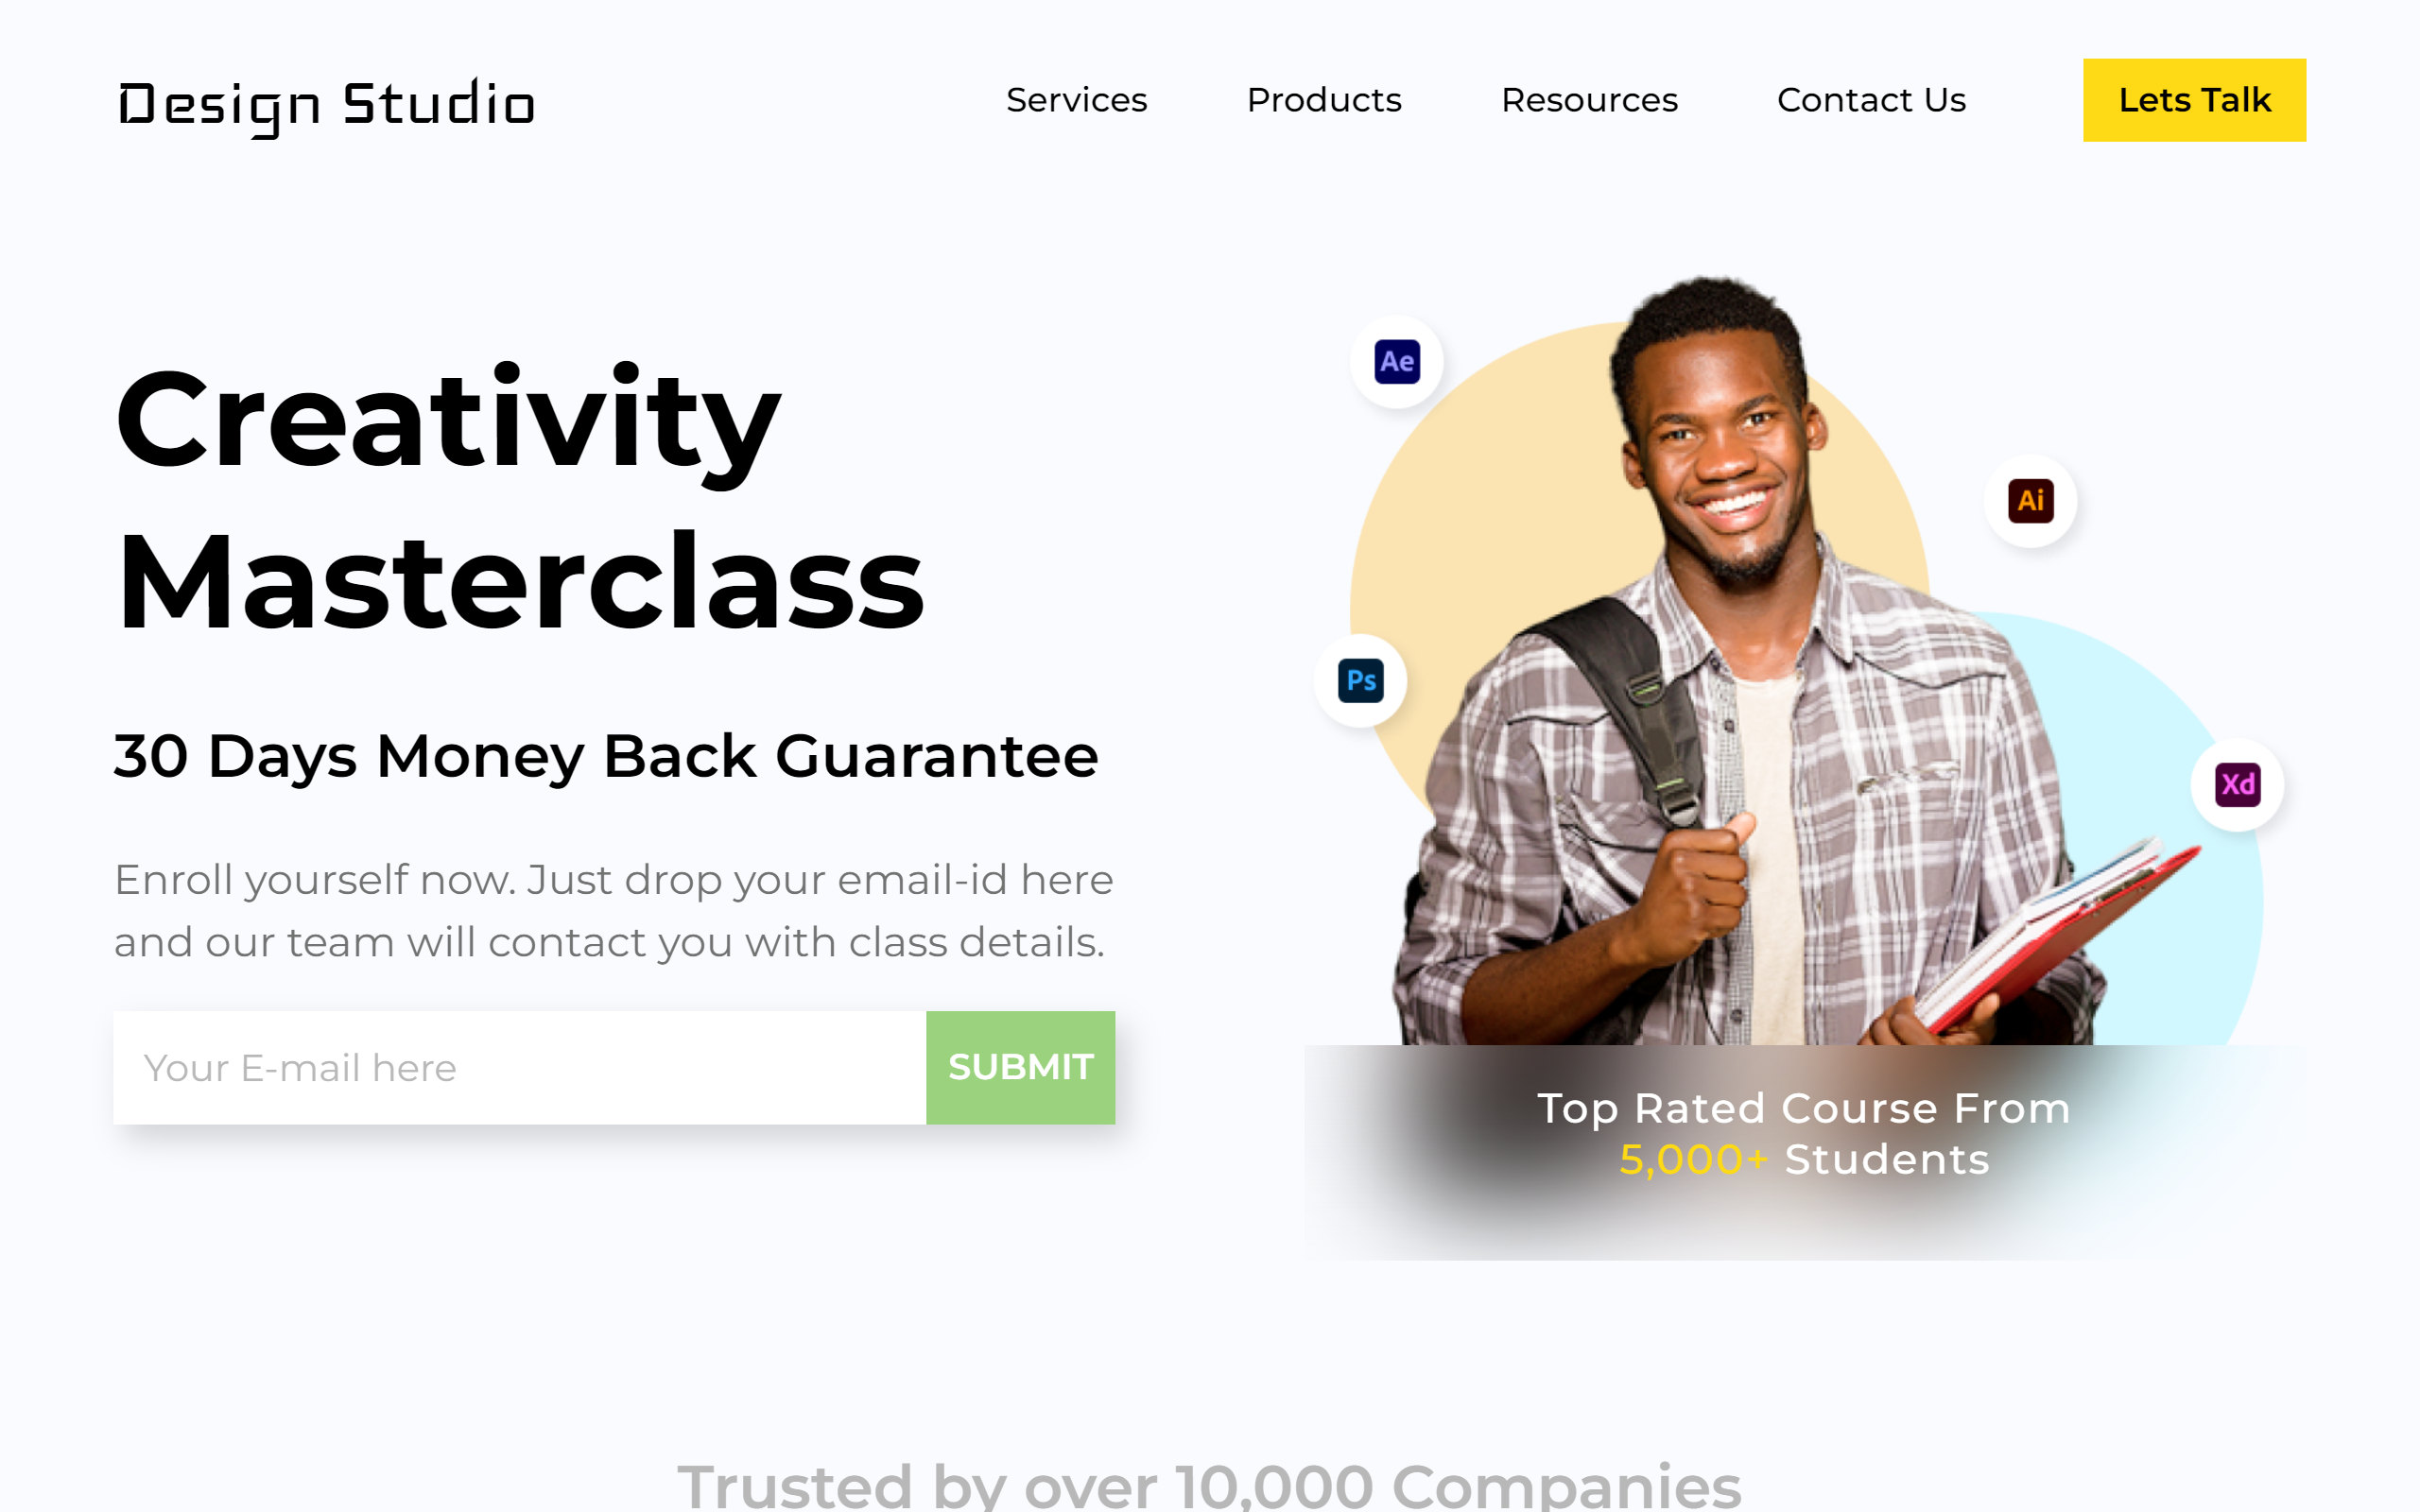 Design Studio
Services
Products
Resources
Contact Us
Lets Talk
Creativity
Masterclass
30 Days Money Back Guarantee
Enroll yourself now. Just drop your email-id here
and our team will contact you with class details.
Your E-mail here
SUBMIT
Ae
Ai
Ps
Xd
Top Rated Course From
5,000+ Students
Trusted by over 10,000 Companies